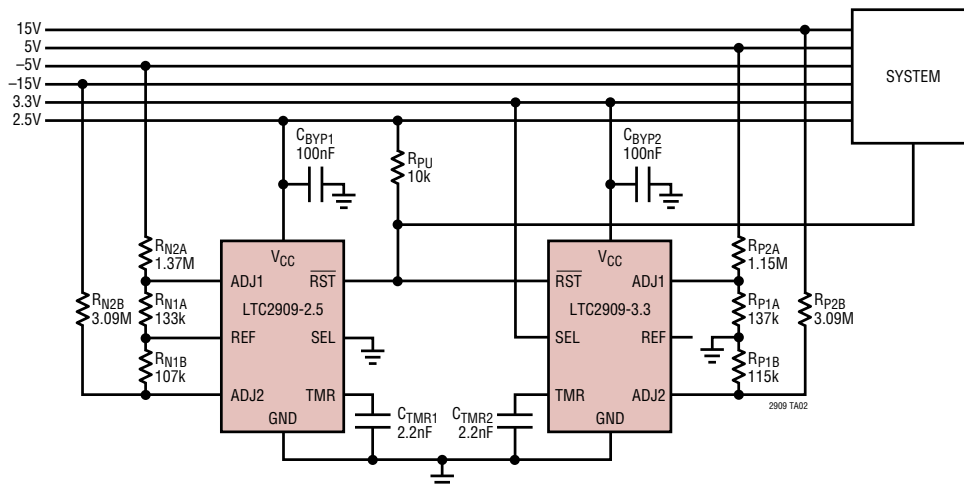 15V
5V
–5V
–15V
3.3V
2.5V
SYSTEM
CBYP1
100nF
RPU
10k
CBYP2
100nF
RN2A
1.37M
RN2B
3.09M
RN1A
133k
RN1B
107k
VCC
ADJ1
RST
LTC2909-2.5
REF
SEL
ADJ2
TMR
GND
CTMR1
2.2nF
CTMR2
2.2nF
VCC
RST
ADJ1
LTC2909-3.3
SEL
REF
TMR
ADJ2
GND
RP2A
1.15M
RP1A
137k
RP2B
3.09M
RP1B
115k
2909 TA02